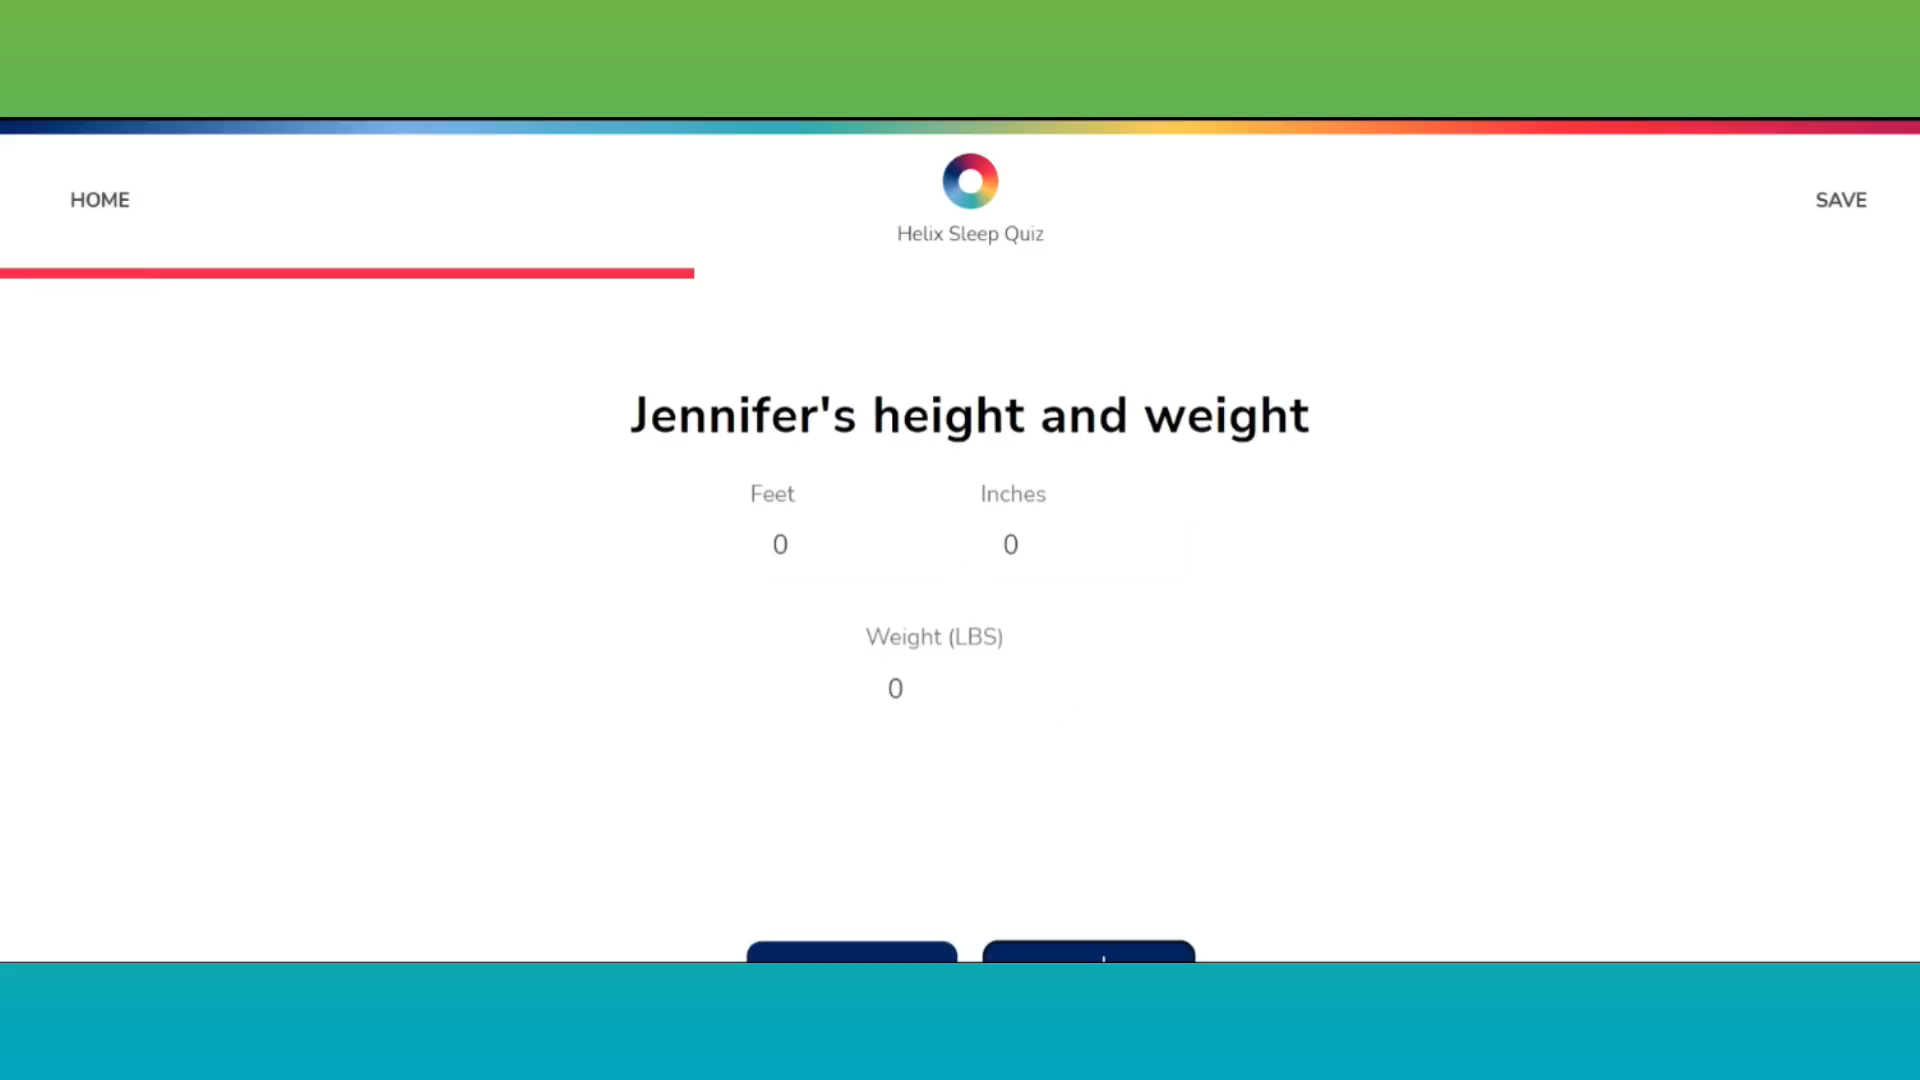 HOME
Helix Sleep Quiz
SAVE
Jennifer's height and weight
Feet
Inches
0
0
Weight (LBS)
0